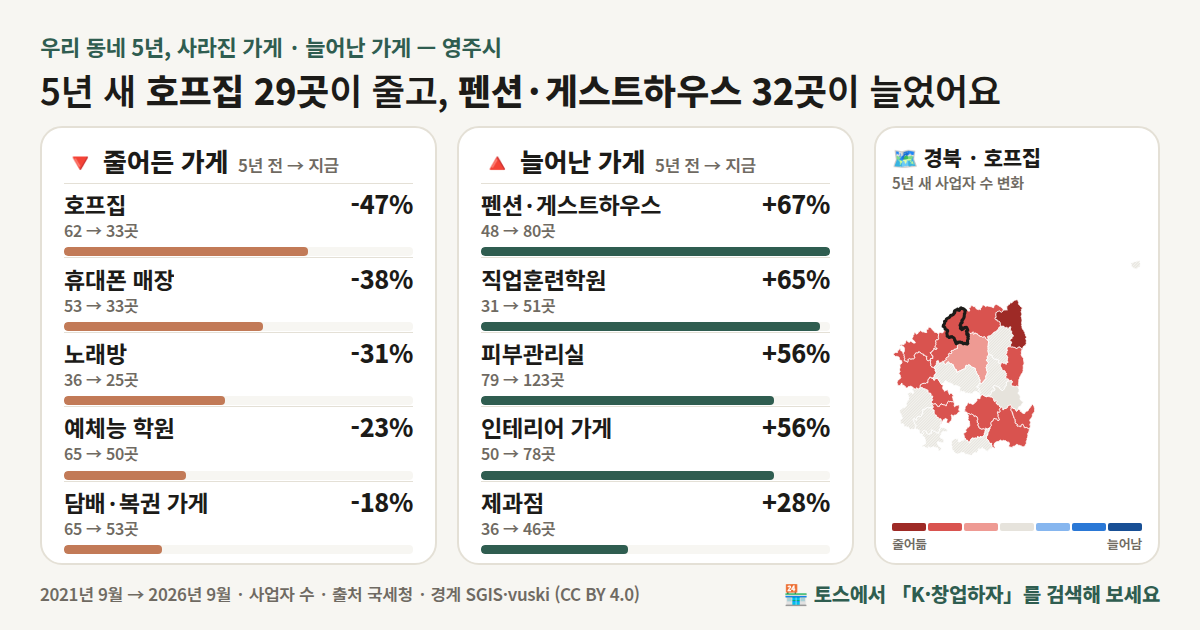 우리 동네 5년, 사라진 가게 · 늘어난 가게 — 영주시
5년 새 호프집 29곳이 줄고, 펜션·게스트하우스 32곳이 늘었어요
줄어든 가게 5년 전 → 지금
호프집 -47%
62 → 33곳
휴대폰 매장 -38%
53 → 33곳
노래방 -31%
36 → 25곳
예체능 학원 -23%
65 → 50곳
담배·복권 가게 -18%
65 → 53곳
늘어난 가게 5년 전 → 지금
펜션·게스트하우스 +67%
48 → 80곳
직업훈련학원 +65%
31 → 51곳
피부관리실 +56%
79 → 123곳
인테리어 가게 +56%
50 → 78곳
제과점 +28%
36 → 46곳
경북 · 호프집
5년 새 사업자 수 변화
줄어듦 늘어남
2021년 9월 → 2026년 9월 · 사업자 수 · 출처 국세청 · 경계 SGIS·vuski (CC BY 4.0)
토스에서 「K·창업하자」를 검색해 보세요